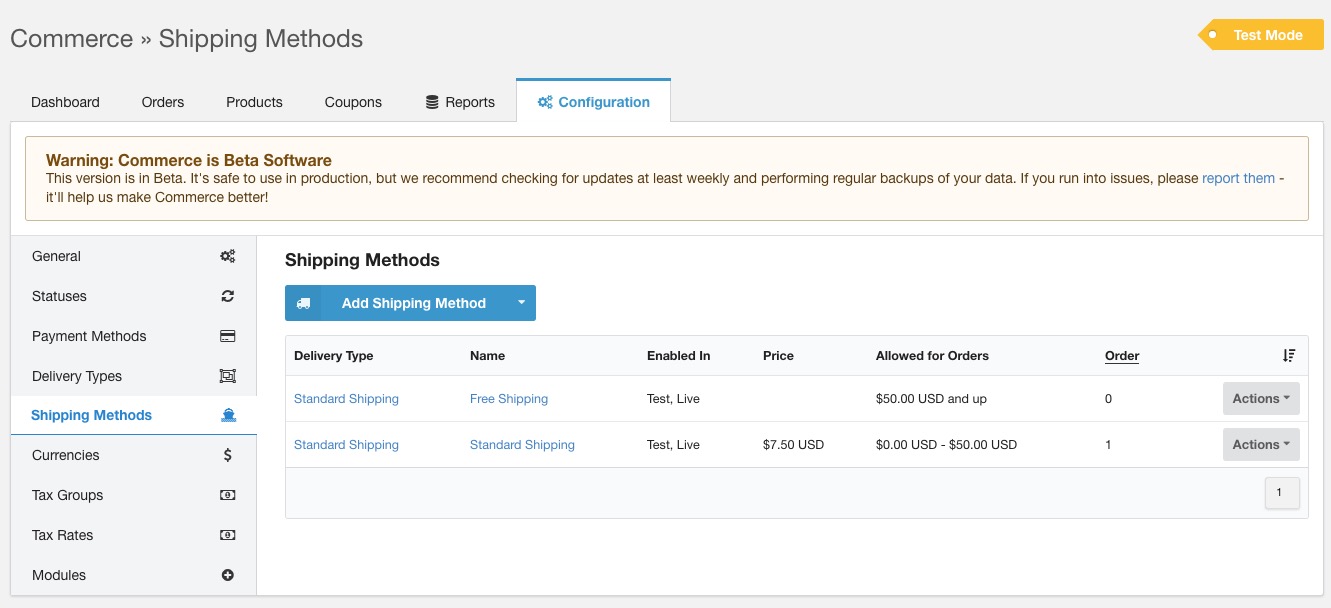 Commerce » Shipping Methods
Test Mode
Dashboard Orders Products Coupons Reports Configuration
Warning: Commerce is Beta Software
This version is in Beta. It's safe to use in production, but we recommend checking for updates at least weekly and performing regular backups of your data. If you run into issues, please report them -
it'll help us make Commerce better!
General
Statuses
Payment Methods
Delivery Types
Shipping Methods
Currencies
Tax Groups
Tax Rates
Modules
Shipping Methods
Add Shipping Method
Delivery Type Name Enabled In Price Allowed for Orders Order
Standard Shipping Free Shipping Test, Live $50.00 USD and up 0 Actions
Standard Shipping Standard Shipping Test, Live $7.50 USD $0.00 USD - $50.00 USD 1 Actions
1